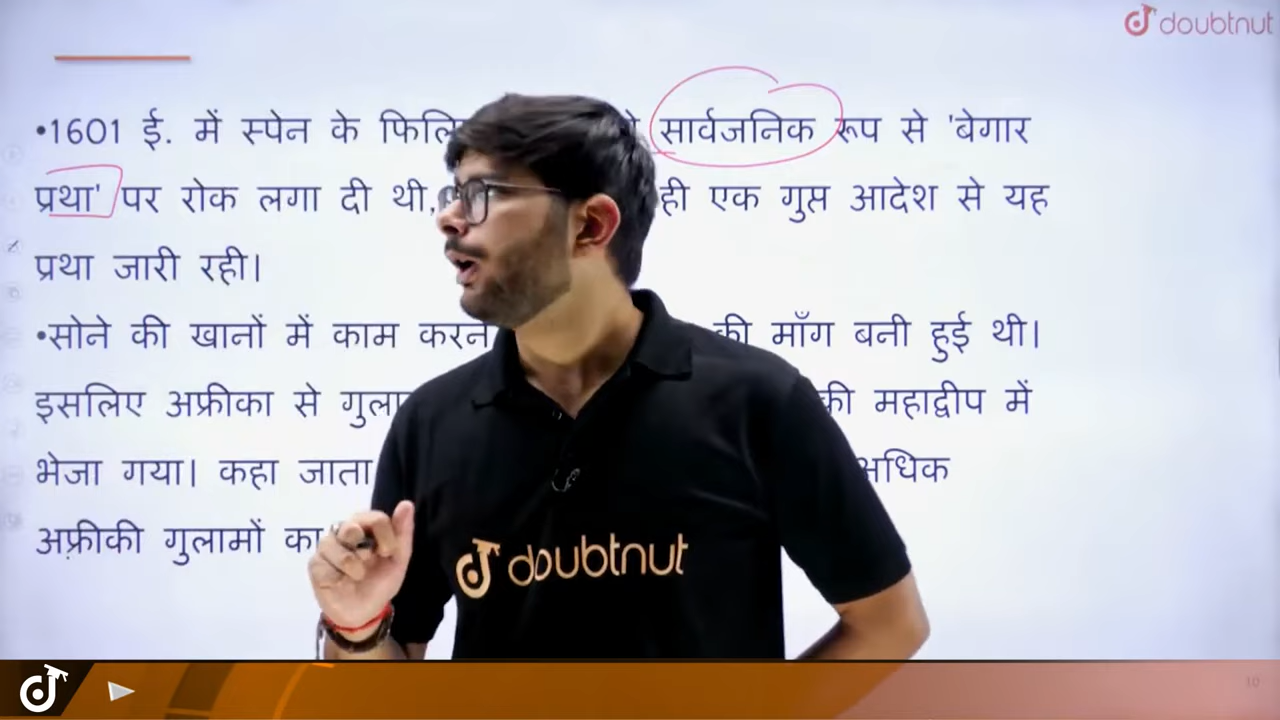 doubtnut
•1601 ई. में स्पेन के सार्वजनिक रूप से 'बेगार
प्रथा' पर रोक लगा दी थी, ही एक गुप्त आदेश से यह
प्रथा जारी रही।
•सोने की खानों में काम करने की माँग बनी हुई थी।
इसलिए अफ्रीका से की महाद्वीप में
भेजा गया। कहा जाता अधिक
अफ़्रीकी गुलामों का
doubtnut
10